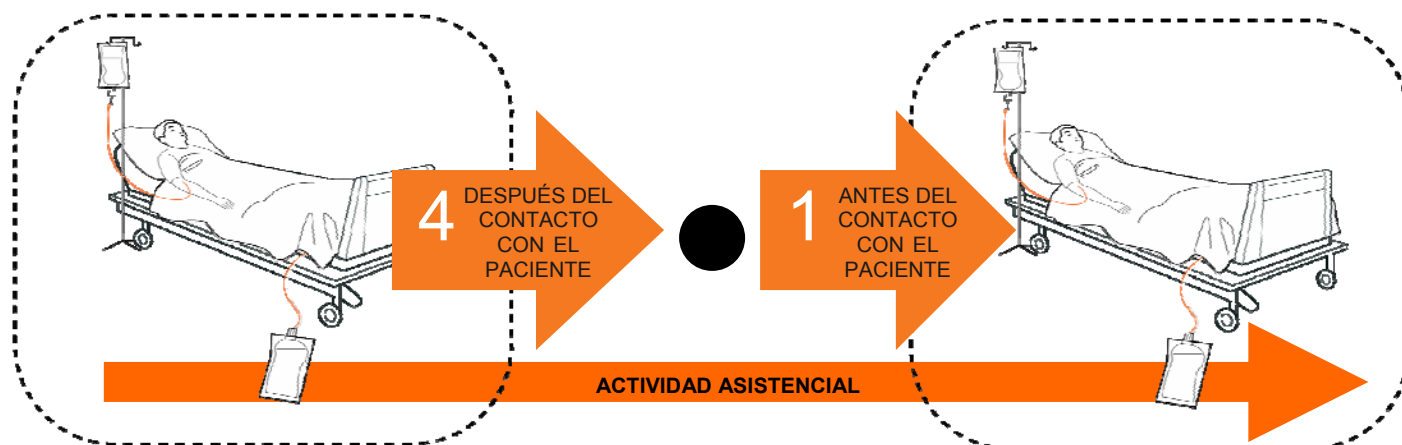 4
DESPUÉS DEL
CONTACTO
CON EL
PACIENTE
1
ANTES DEL
CONTACTO
CON EL
PACIENTE
ACTIVIDAD ASISTENCIAL